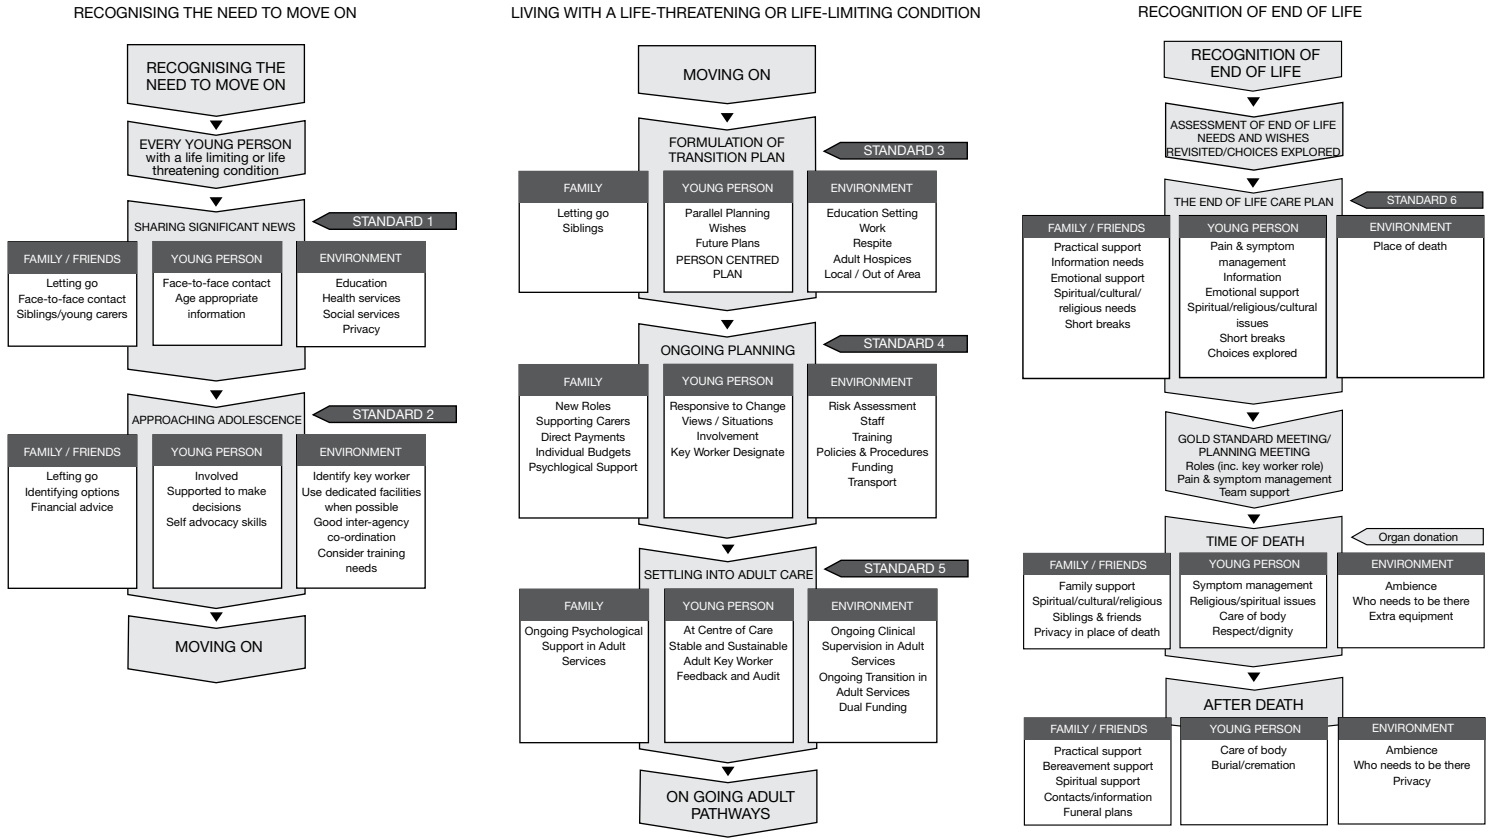 RECOGNISING THE NEED TO MOVE ON
RECOGNISING THE
NEED TO MOVE ON
EVERY YOUNG PERSON
with a life limiting or life
threatening condition
SHARING SIGNIFICANT NEWS
STANDARD 1
FAMILY / FRIENDS
Letting go
Face-to-face contact
Siblings/young carers
YOUNG PERSON
Face-to-face contact
Age appropriate
information
ENVIRONMENT
Education
Health services
Social services
Privacy
APPROACHING ADOLESCENCE
STANDARD 2
FAMILY / FRIENDS
Lefting go
Identifying options
Financial advice
YOUNG PERSON
Involved
Supported to make
decisions
Self advocacy skills
ENVIRONMENT
Identify key worker
Use dedicated facilities
when possible
Good inter-agency
co-ordination
Consider training
needs
MOVING ON
LIVING WITH A LIFE-THREATENING OR LIFE-LIMITING CONDITION
MOVING ON
FORMULATION OF
TRANSITION PLAN
STANDARD 3
FAMILY
Letting go
Siblings
YOUNG PERSON
Parallel Planning
Wishes
Future Plans
PERSON CENTRED
PLAN
ENVIRONMENT
Education Setting
Work
Respite
Adult Hospices
Local / Out of Area
ONGOING PLANNING
STANDARD 4
FAMILY
New Roles
Supporting Carers
Direct Payments
Individual Budgets
Psychlogical Support
YOUNG PERSON
Responsive to Change
Views / Situations
Involvement
Key Worker Designate
ENVIRONMENT
Risk Assessment
Staff
Training
Policies & Procedures
Funding
Transport
SETTLING INTO ADULT CARE
STANDARD 5
FAMILY
Ongoing Psychological
Support in Adult
Services
YOUNG PERSON
At Centre of Care
Stable and Sustainable
Adult Key Worker
Feedback and Audit
ENVIRONMENT
Ongoing Clinical
Supervision in Adult
Services
Ongoing Transition in
Adult Services
Dual Funding
ON GOING ADULT
PATHWAYS
RECOGNITION OF END OF LIFE
RECOGNITION OF
END OF LIFE
ASSESSMENT OF END OF LIFE
NEEDS AND WISHES
REVISITED/CHOICES EXPLORED
THE END OF LIFE CARE PLAN
STANDARD 6
FAMILY / FRIENDS
Practical support
Information needs
Emotional support
Spiritual/cultural/
religious needs
Short breaks
YOUNG PERSON
Pain & symptom
management
Information
Emotional support
Spiritual/religious/cultural
issues
Short breaks
Choices explored
ENVIRONMENT
Place of death
GOLD STANDARD MEETING/
PLANNING MEETING
Roles (inc. key worker role)
Pain & symptom management
Team support
TIME OF DEATH
Organ donation
FAMILY / FRIENDS
Family support
Spiritual/cultural/religious
Siblings & friends
Privacy in place of death
YOUNG PERSON
Symptom management
Religious/spiritual issues
Care of body
Respect/dignity
ENVIRONMENT
Ambience
Who needs to be there
Extra equipment
AFTER DEATH
FAMILY / FRIENDS
Practical support
Bereavement support
Spiritual support
Contacts/information
Funeral plans
YOUNG PERSON
Care of body
Burial/cremation
ENVIRONMENT
Ambience
Who needs to be there
Privacy